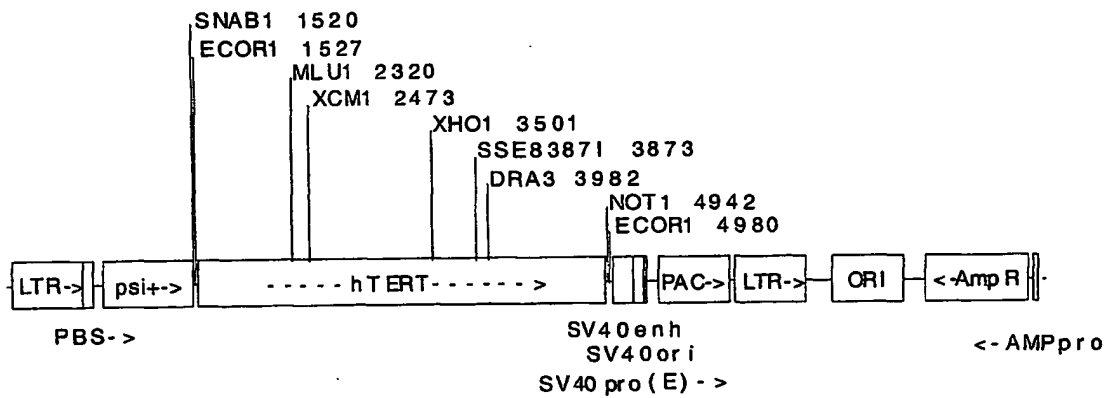 SNAB1 1520
ECOR1 1527
MLU1 2320
XCM1 2473
XHO1 3501
SSE8387I 3873
DRA3 3982
NOT1 4942
ECOR1 4980
LTR-> psi+-> -----hTERT------> PAC-> LTR-> ORI <-AmpR
PBS->
SV40enh
<-AMPpro
SV40ori
SV40pro(E)->